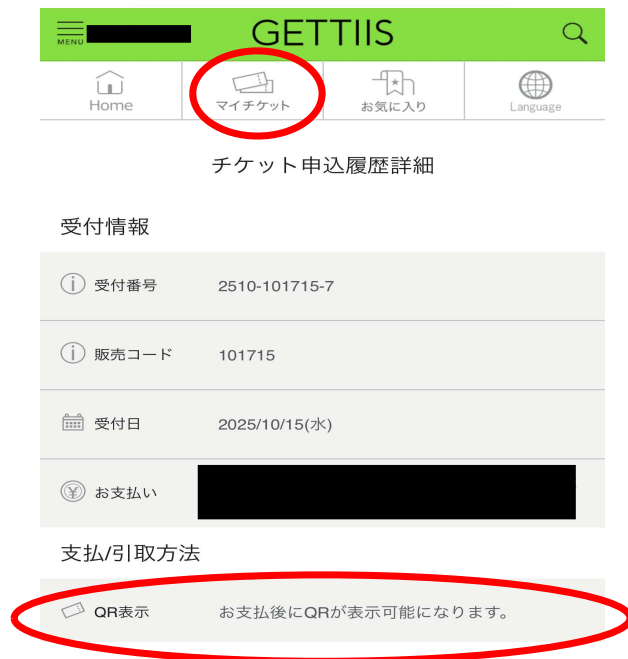 MENU
GETTIIS
Home
マイチケット
お気に入り
Language
チケット申込履歴詳細
受付情報
受付番号 2510-101715-7
販売コード 101715
受付日 2025/10/15(水)
お支払い
支払/引取方法
QR表示 お支払後にQRが表示可能になります。